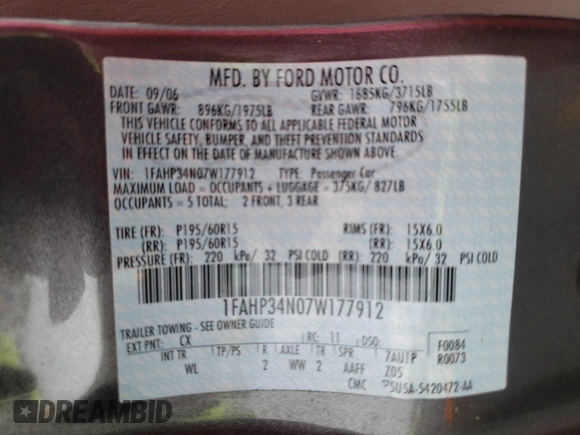 MFD. BY FORD MOTOR CO.
DATE: 09/06 GVWR: 1685KG/3715LB
FRONT GAWR: 896KG/1975LB REAR GAWR: 796KG/1755LB
THIS VEHICLE CONFORMS TO ALL APPLICABLE FEDERAL MOTOR
VEHICLE SAFETY, BUMPER, AND THEFT PREVENTION STANDARDS
IN EFFECT ON THE DATE OF MANUFACTURE SHOWN ABOVE.
VIN: 1FAHP34N07W177912 TYPE: Passenger Car
MAXIMUM LOAD = OCCUPANTS + LUGGAGE = 375KG/ 827LB
OCCUPANTS = 5 TOTAL; 2 FRONT, 3 REAR
TIRE (FR): P195/60R15 RIMS (FR): 15X6.0
(RR): P195/60R15 (RR): 15X6.0
PRESSURE (FR): 220 kPa/ 32 PSI COLD (RR): 220 kPa/ 32 PSI COLD
1FAHP34N07W177912
TRAILER TOWING - SEE OWNER GUIDE
EXT PNT: CX RC: 11 DSO: F0084
INT TR TP/PS R AXLE TR SPR 7AUTP R0073
WL 2 WW 2 AAFF Z05
CMC 5U5A-5420472-AA
DREAMBID